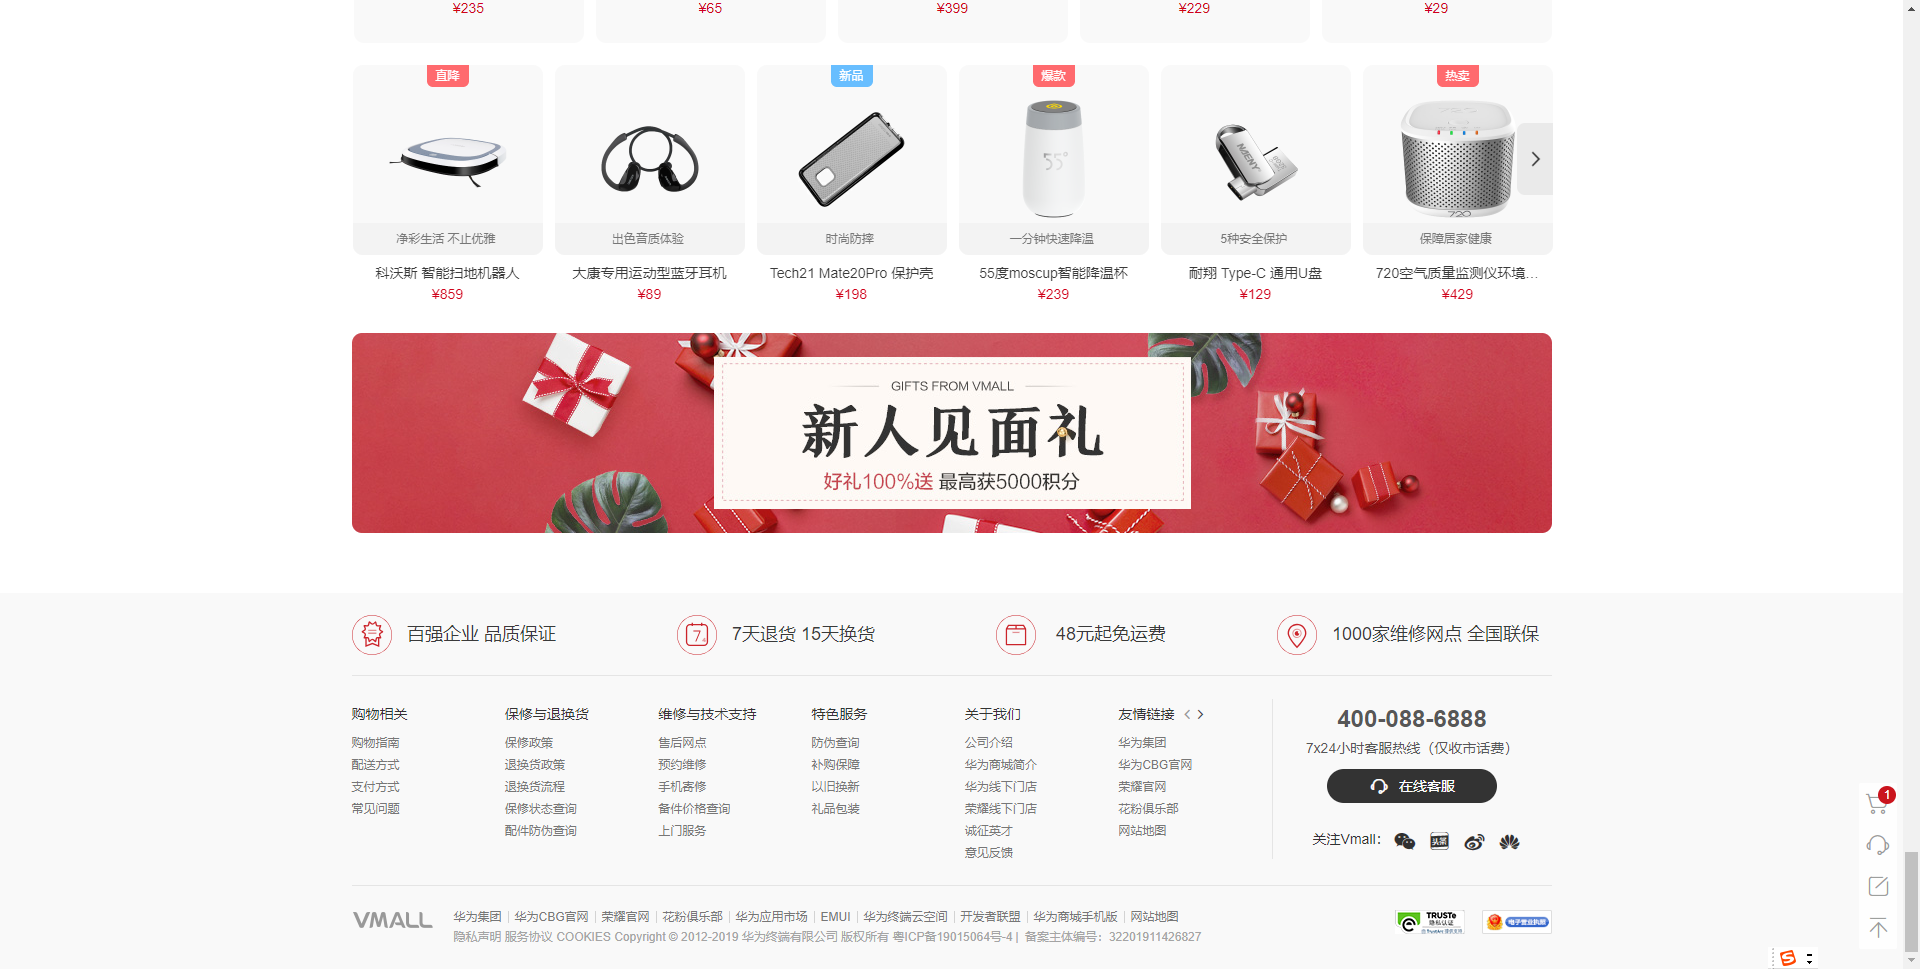 ¥235 ¥65 ¥399 ¥229 ¥29
直降 新品 爆款 热卖
55° NAENY 720
净彩生活 不止优雅 出色音质体验 时尚防摔 一分钟快速降温 5种安全保护 保障居家健康
科沃斯 智能扫地机器人 大康专用运动型蓝牙耳机 Tech21 Mate20Pro 保护壳 55度moscup智能降温杯 耐翔 Type-C 通用U盘 720空气质量监测仪环境...
¥859 ¥89 ¥198 ¥239 ¥129 ¥429
GIFTS FROM VMALL
新人见面礼
好礼100%送 最高获5000积分
百强企业 品质保证 7天退货 15天换货 48元起免运费 1000家维修网点 全国联保
购物相关 保修与退换货 维修与技术支持 特色服务 关于我们 友情链接 < >
购物指南 保修政策 售后网点 防伪查询 公司介绍 华为集团
配送方式 退换货政策 预约维修 补购保障 华为商城简介 华为CBG官网
支付方式 退换货流程 手机寄修 以旧换新 华为线下门店 荣耀官网
常见问题 保修状态查询 备件价格查询 礼品包装 荣耀线下门店 花粉俱乐部
配件防伪查询 上门服务 诚征英才 网站地图
意见反馈
400-088-6888
7x24小时客服热线（仅收市话费）
在线客服
关注Vmall：
头条
1
VMALL
华为集团 | 华为CBG官网 | 荣耀官网 | 花粉俱乐部 | 华为应用市场 | EMUI | 华为终端云空间 | 开发者联盟 | 华为商城手机版 | 网站地图
隐私声明 服务协议 COOKIES Copyright © 2012-2019 华为终端有限公司 版权所有 粤ICP备19015064号-4 | 备案主体编号：32201911426827
TRUSTe
隐私认证
电子营业执照